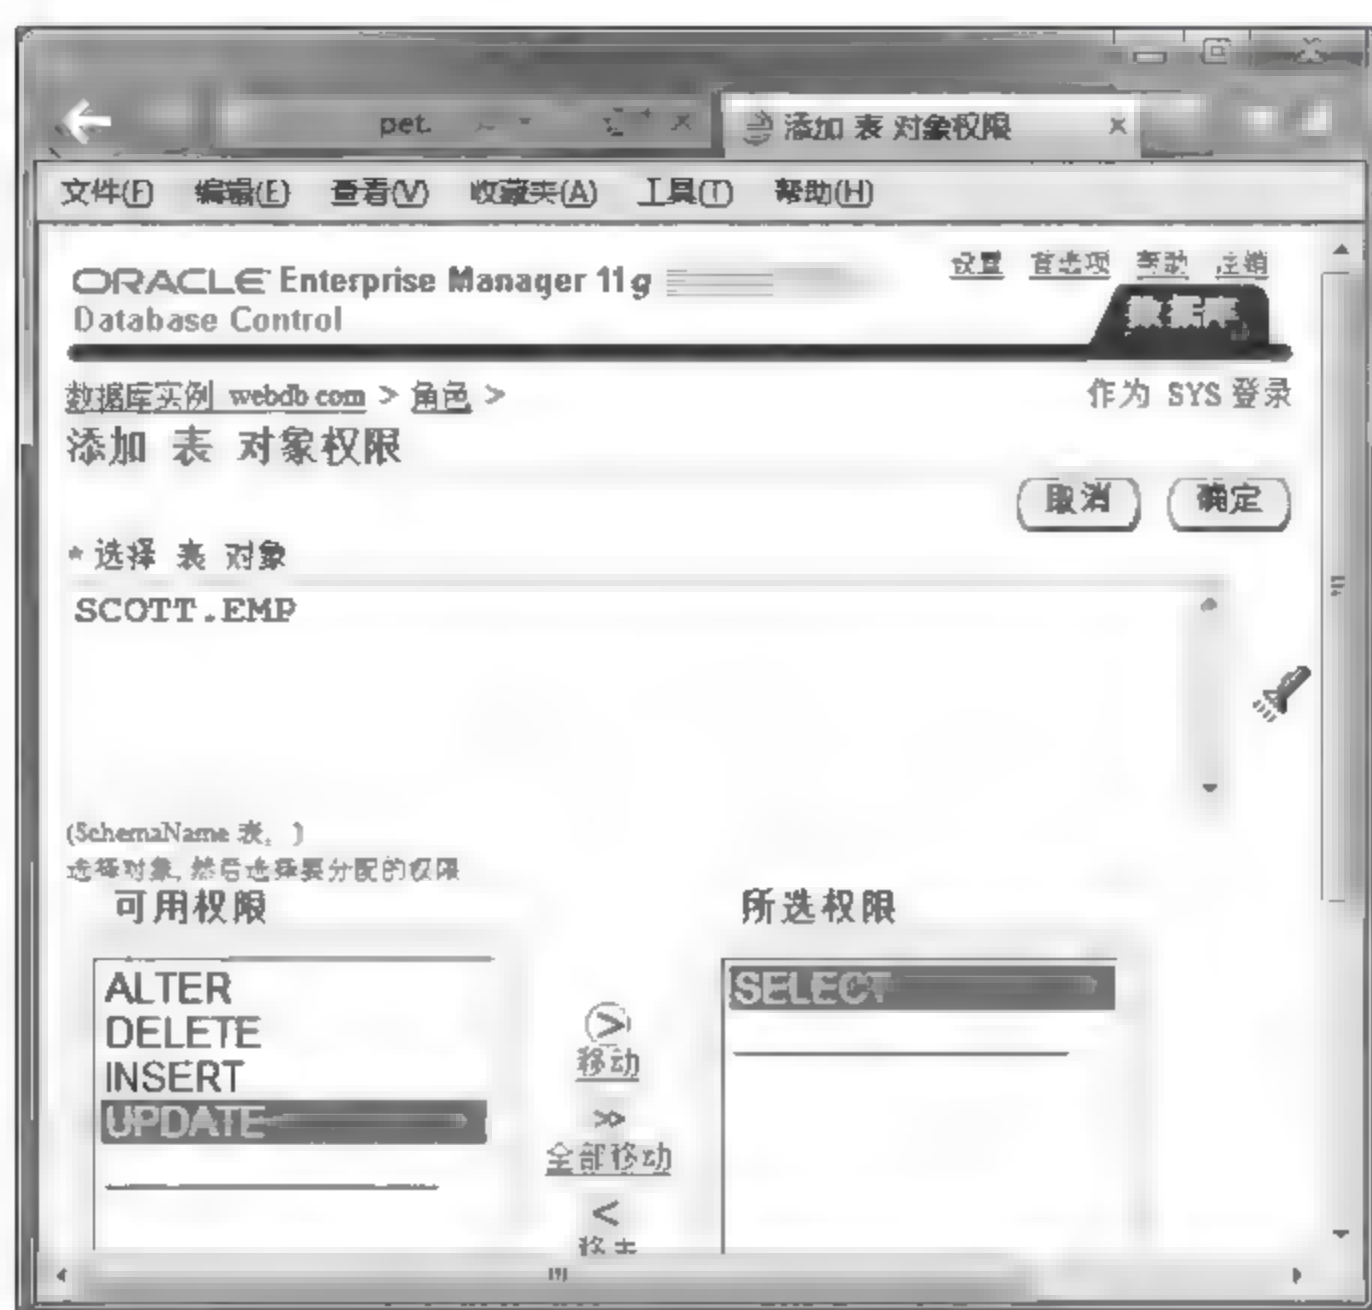 pet.
添加 表 对象权限
文件(F) 编辑(E) 查看(V) 收藏夹(A) 工具(T) 帮助(H)
设置 首选项 帮助 注销
ORACLE Enterprise Manager 11g
Database Control
数据库
数据库实例 webdb com > 角色 >
作为 SYS 登录
添加 表 对象权限
取消 确定
* 选择 表 对象
SCOTT.EMP
(SchemaName 表。)
选择对象, 然后选择要分配的权限
可用权限 所选权限
ALTER
DELETE
INSERT
UPDATE
移动
全部移动
SELECT